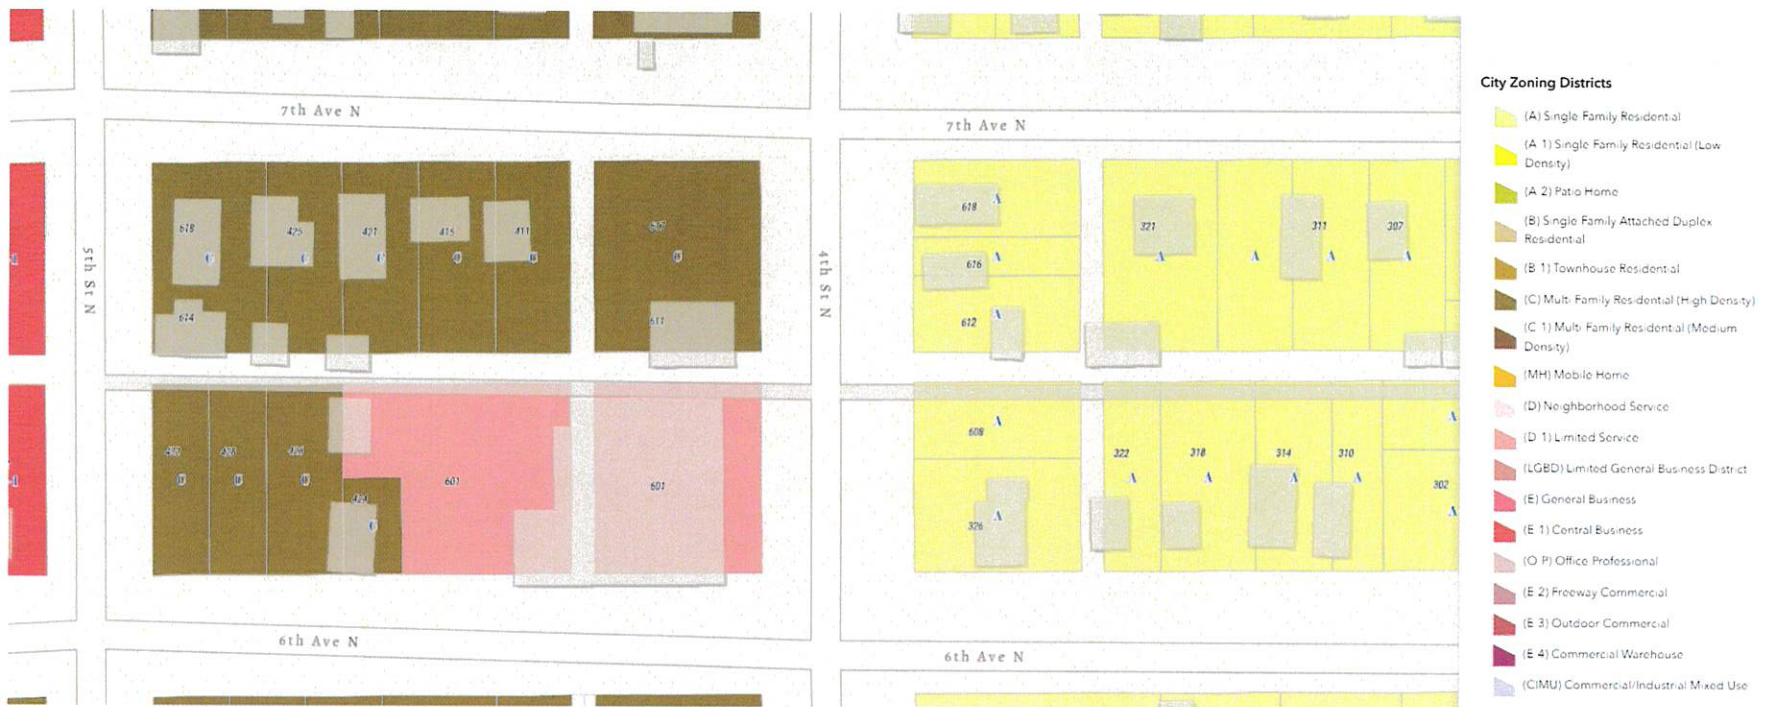 7th Ave N
7th Ave N
618
C
425
C
421
C
415
C
411
607
C
614
611
5th St N
4th St N
618
A
616
A
612
A
321
A
A
311
A
307
A
C
C
C
424
C
601
601
608
A
326
A
322
A
318
A
314
A
310
A
A
302
A
6th Ave N
6th Ave N
City Zoning Districts
(A) Single Family Residential
(A 1) Single Family Residential (Low
Density)
(A 2) Patio Home
(B) Single Family Attached Duplex
Residential
(B 1) Townhouse Residential
(C) Multi Family Residential (High Density)
(C 1) Multi Family Residential (Medium
Density)
(MH) Mobile Home
(D) Neighborhood Service
(D 1) Limited Service
(LGBD) Limited General Business District
(E) General Business
(E 1) Central Business
(O P) Office Professional
(E 2) Freeway Commercial
(E 3) Outdoor Commercial
(E 4) Commercial Warehouse
(CIMU) Commercial/Industrial Mixed Use